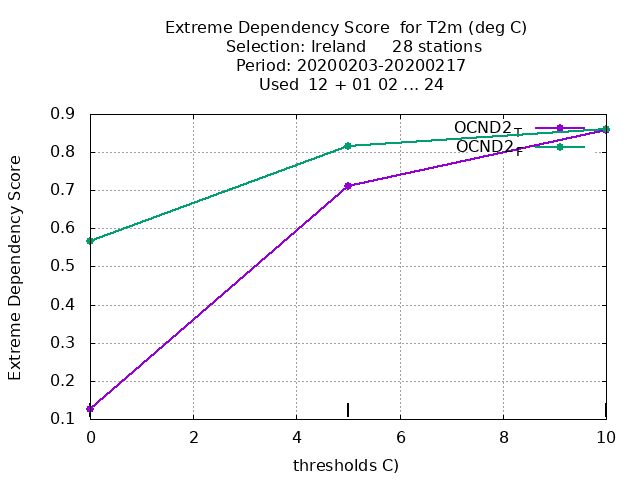 Extreme Dependency Score  for T2m (deg C)
Selection: Ireland     28 stations
Period: 20200203-20200217
Used  12 + 01 02 ... 24
Extreme Dependency Score
0.9
0.8
0.7
0.6
0.5
0.4
0.3
0.2
0.1
OCND2_T
OCND2_F
0 2 4 6 8 10
thresholds C)